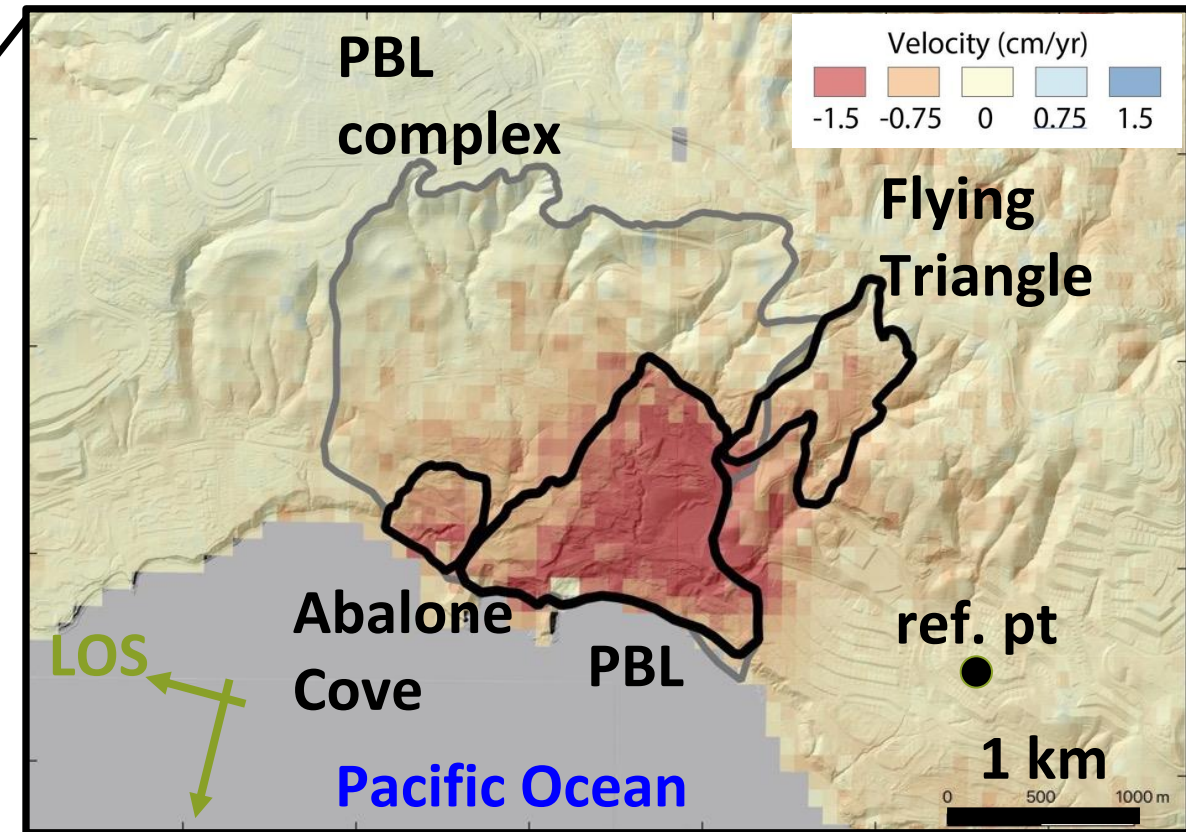 PBL
complex
Velocity (cm/yr)
-1.5 -0.75 0 0.75 1.5
Flying
Triangle
Abalone
Cove
PBL
ref. pt
LOS
Pacific Ocean
1 km
0 500 1000 m